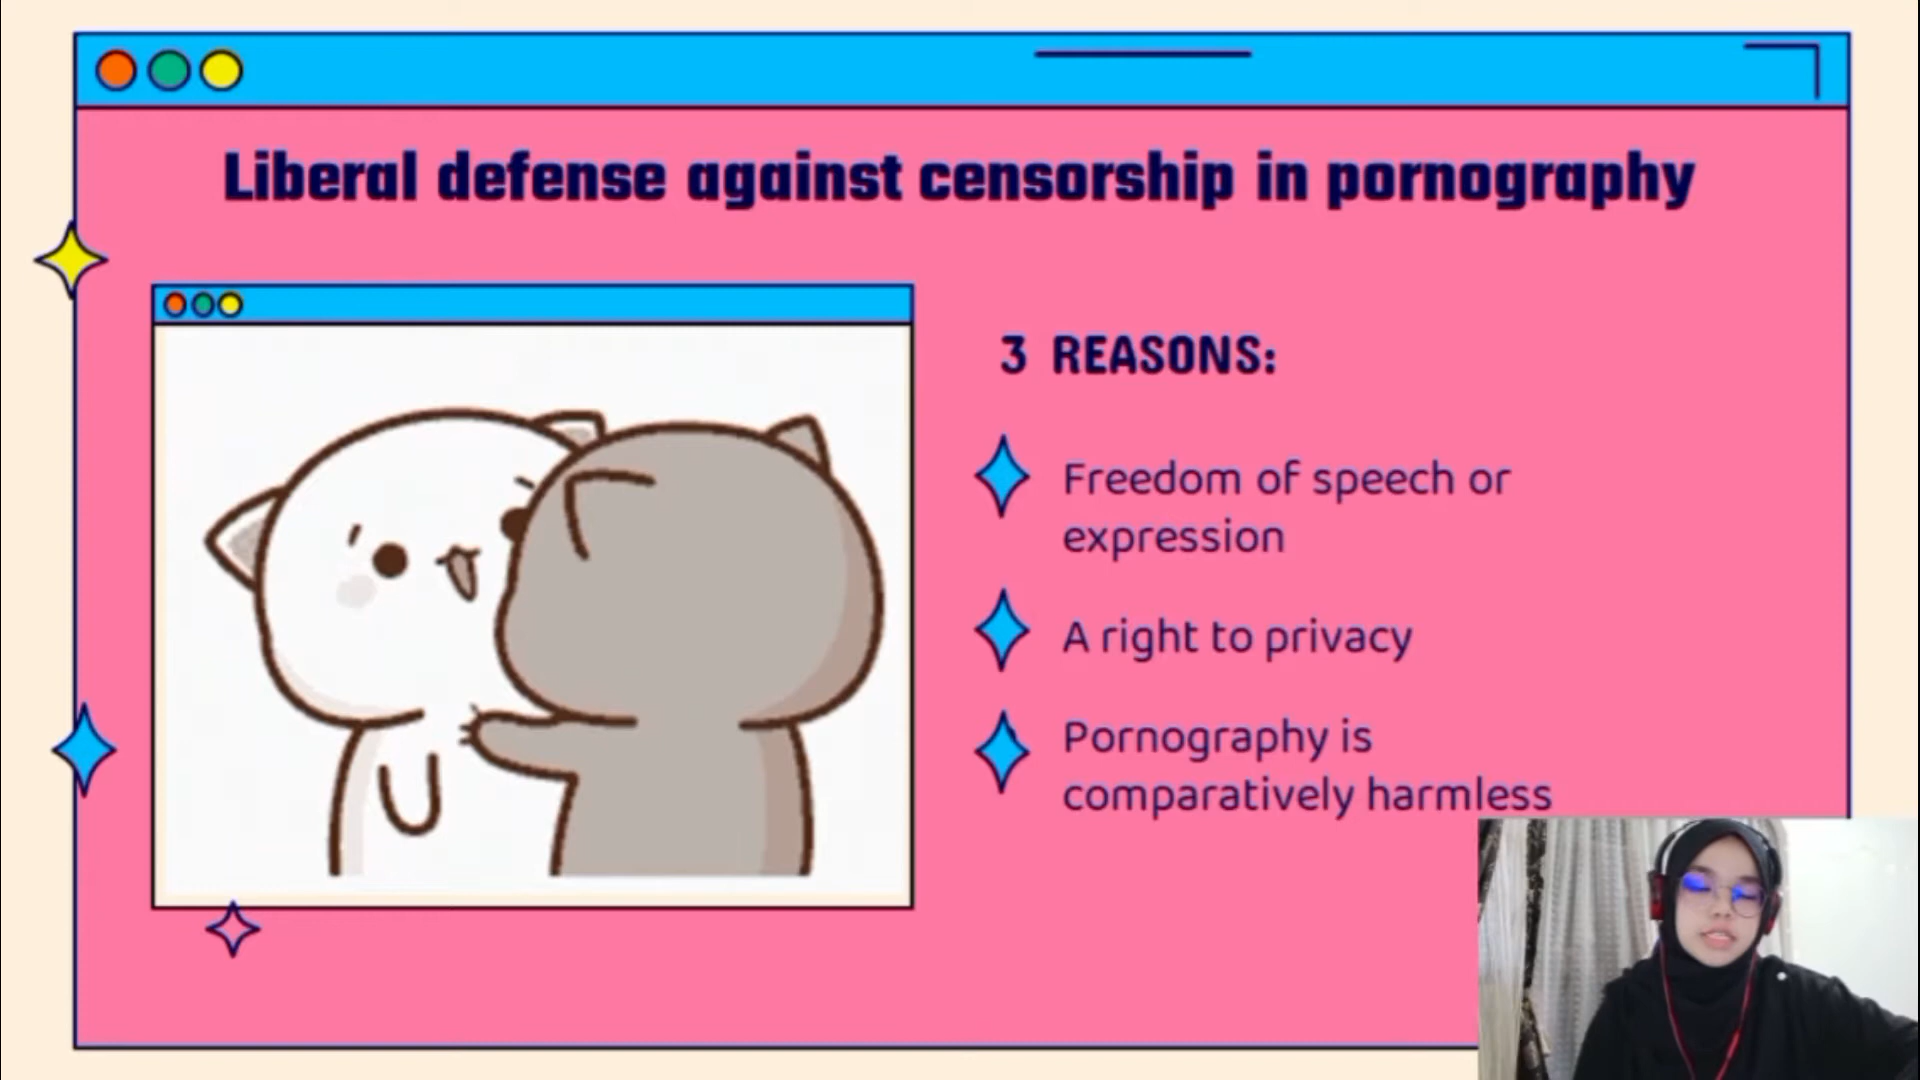 Liberal defense against censorship in pornography
3 REASONS:
Freedom of speech or
expression
A right to privacy
Pornography is
comparatively harmless